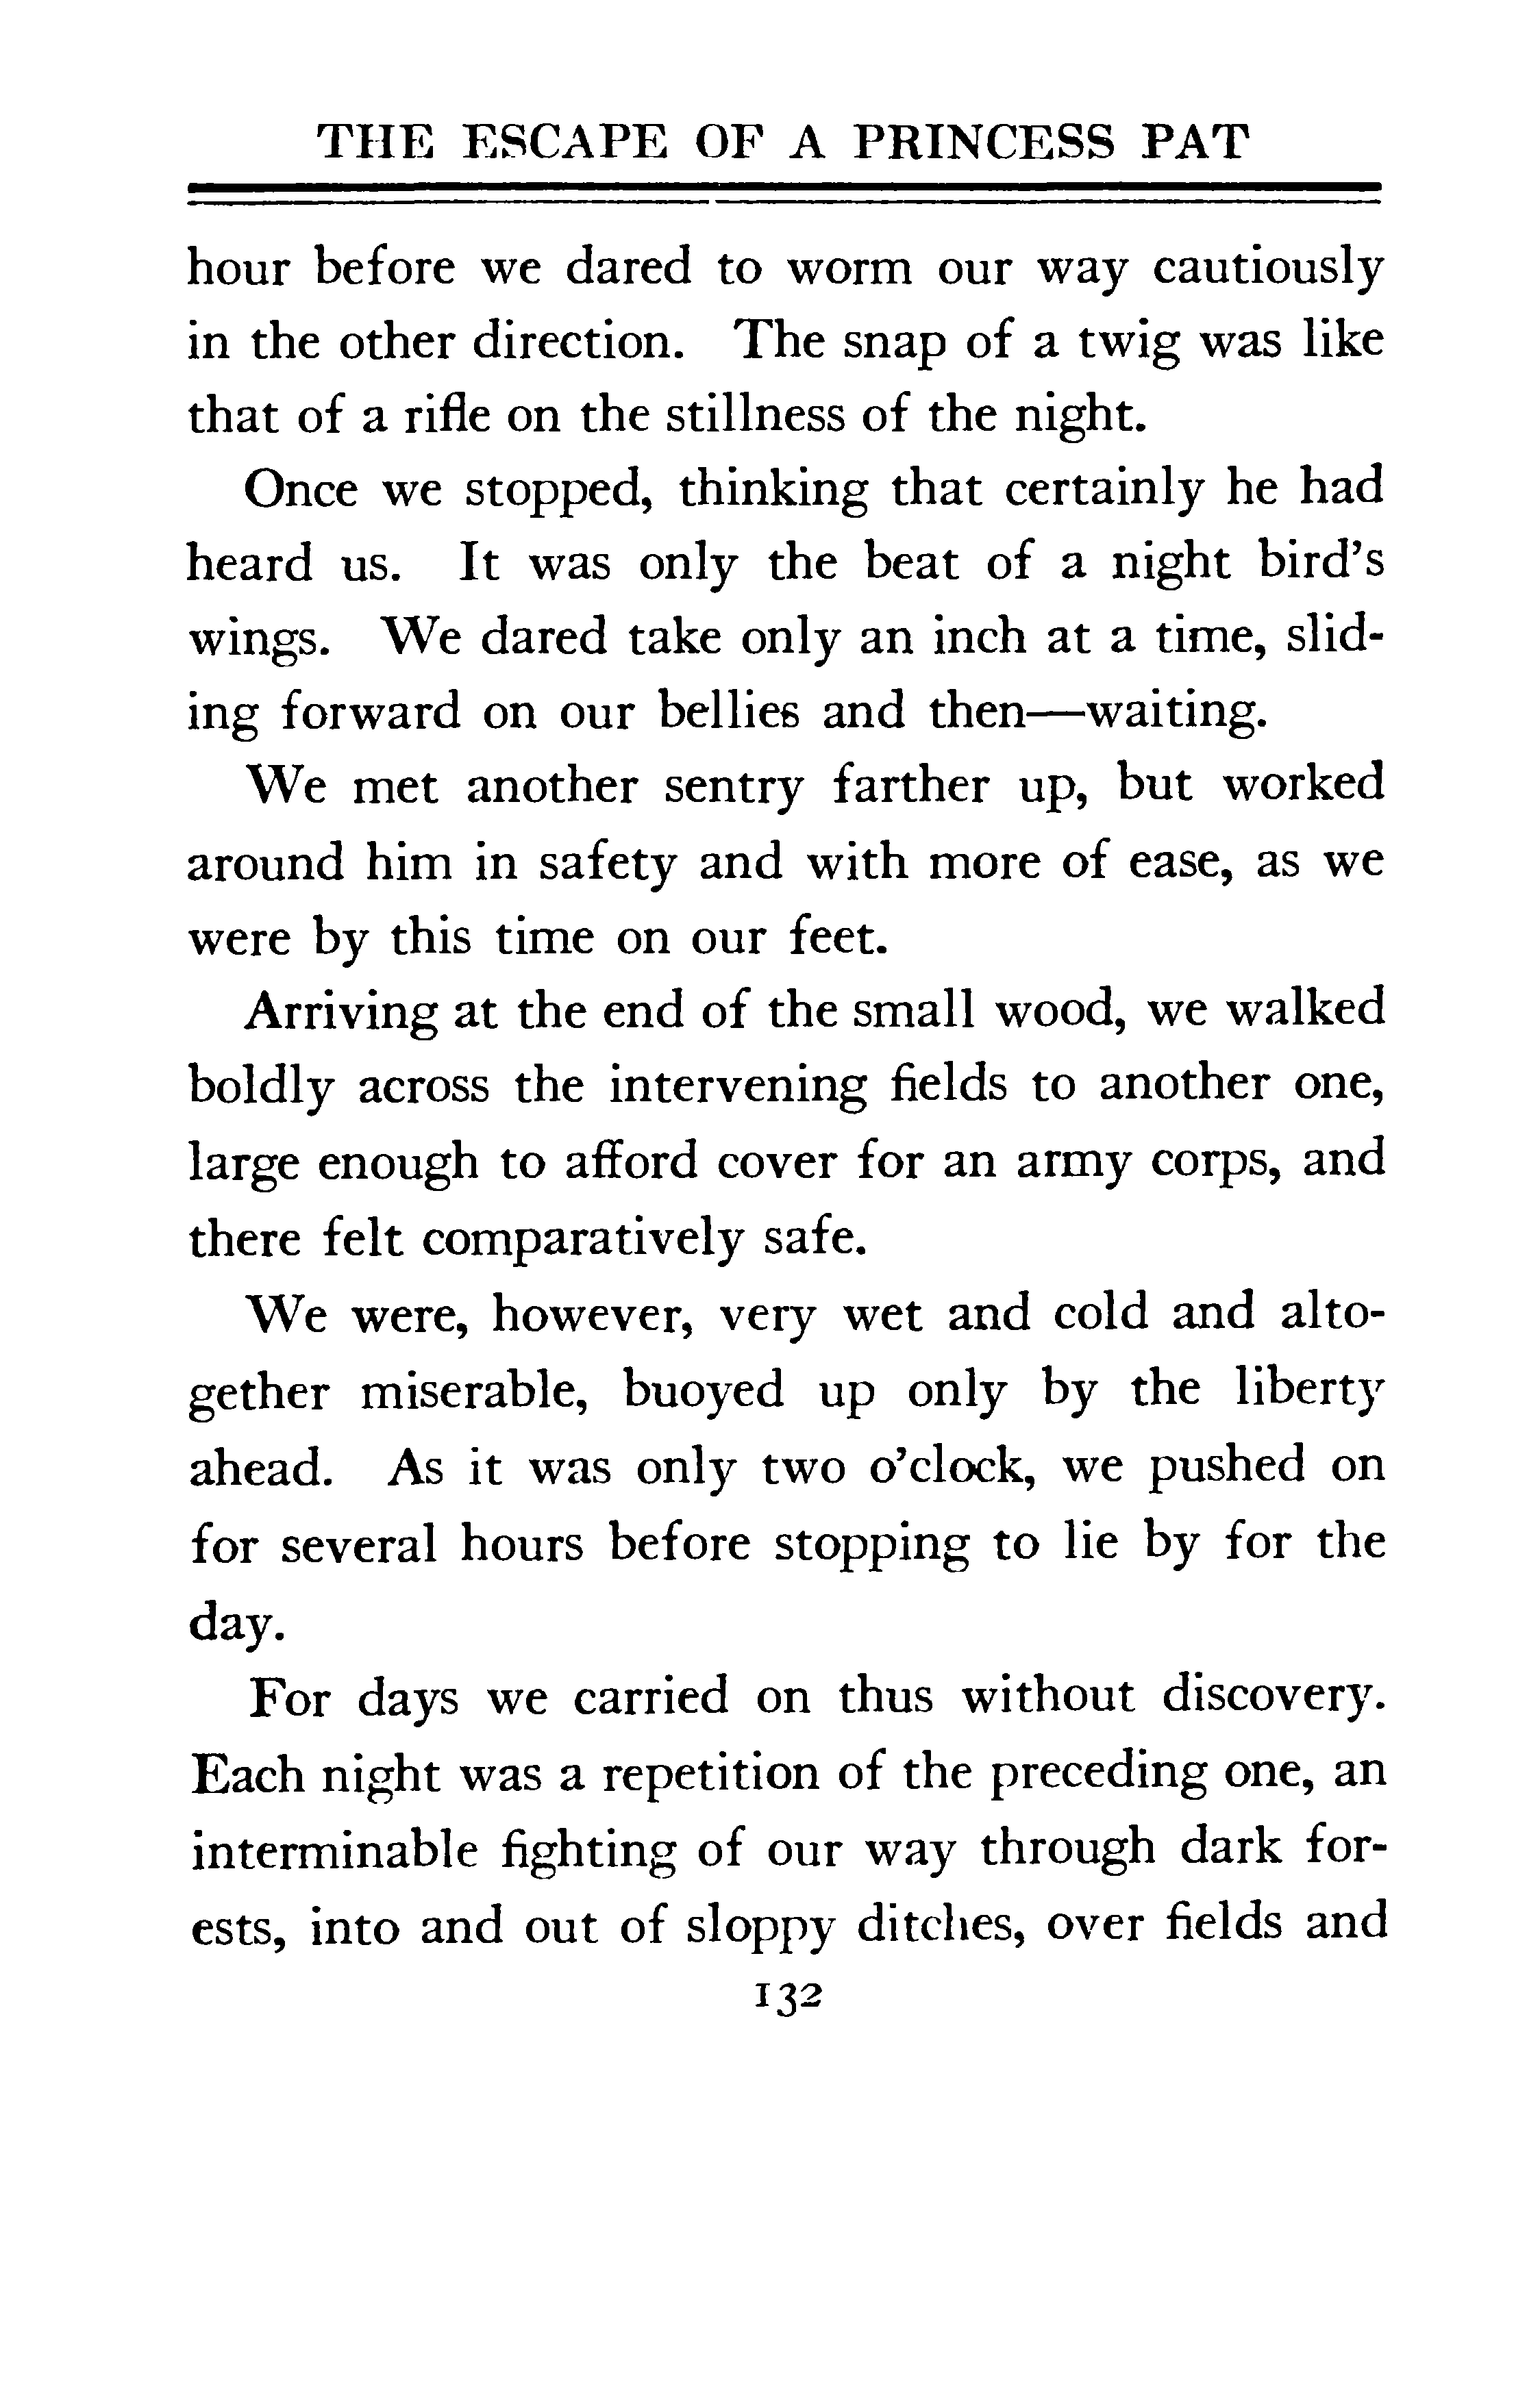 THE ESCAPE OF A PRINCESS PAT
hour before we dared to worm our way cautiously
in the other direction. The snap of a twig was like
that of a rifle on the stillness of the night.
Once we stopped, thinking that certainly he had
heard us. It was only the beat of a night bird's
wings. We dared take only an inch at a time, slid-
ing forward on our bellies and then—waiting.
We met another sentry farther up, but worked
around him in safety and with more of ease, as we
were by this time on our feet.
Arriving at the end of the small wood, we walked
boldly across the intervening fields to another one,
large enough to afford cover for an army corps, and
there felt comparatively safe.
We were, however, very wet and cold and alto-
gether miserable, buoyed up only by the liberty
ahead. As it was only two o'clock, we pushed on
for several hours before stopping to lie by for the
day.
For days we carried on thus without discovery.
Each night was a repetition of the preceding one, an
interminable fighting of our way through dark for-
ests, into and out of sloppy ditches, over fields and
132